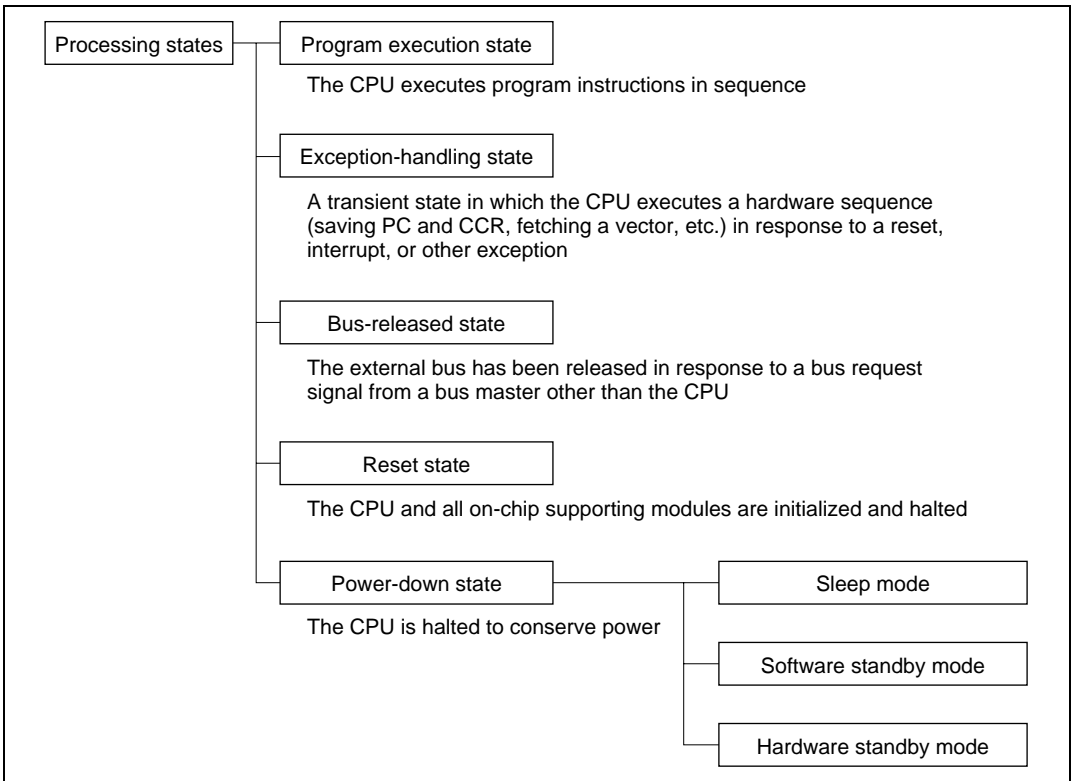 Processing states
Program execution state
The CPU executes program instructions in sequence
Exception-handling state
A transient state in which the CPU executes a hardware sequence
(saving PC and CCR, fetching a vector, etc.) in response to a reset,
interrupt, or other exception
Bus-released state
The external bus has been released in response to a bus request
signal from a bus master other than the CPU
Reset state
The CPU and all on-chip supporting modules are initialized and halted
Power-down state
Sleep mode
The CPU is halted to conserve power
Software standby mode
Hardware standby mode